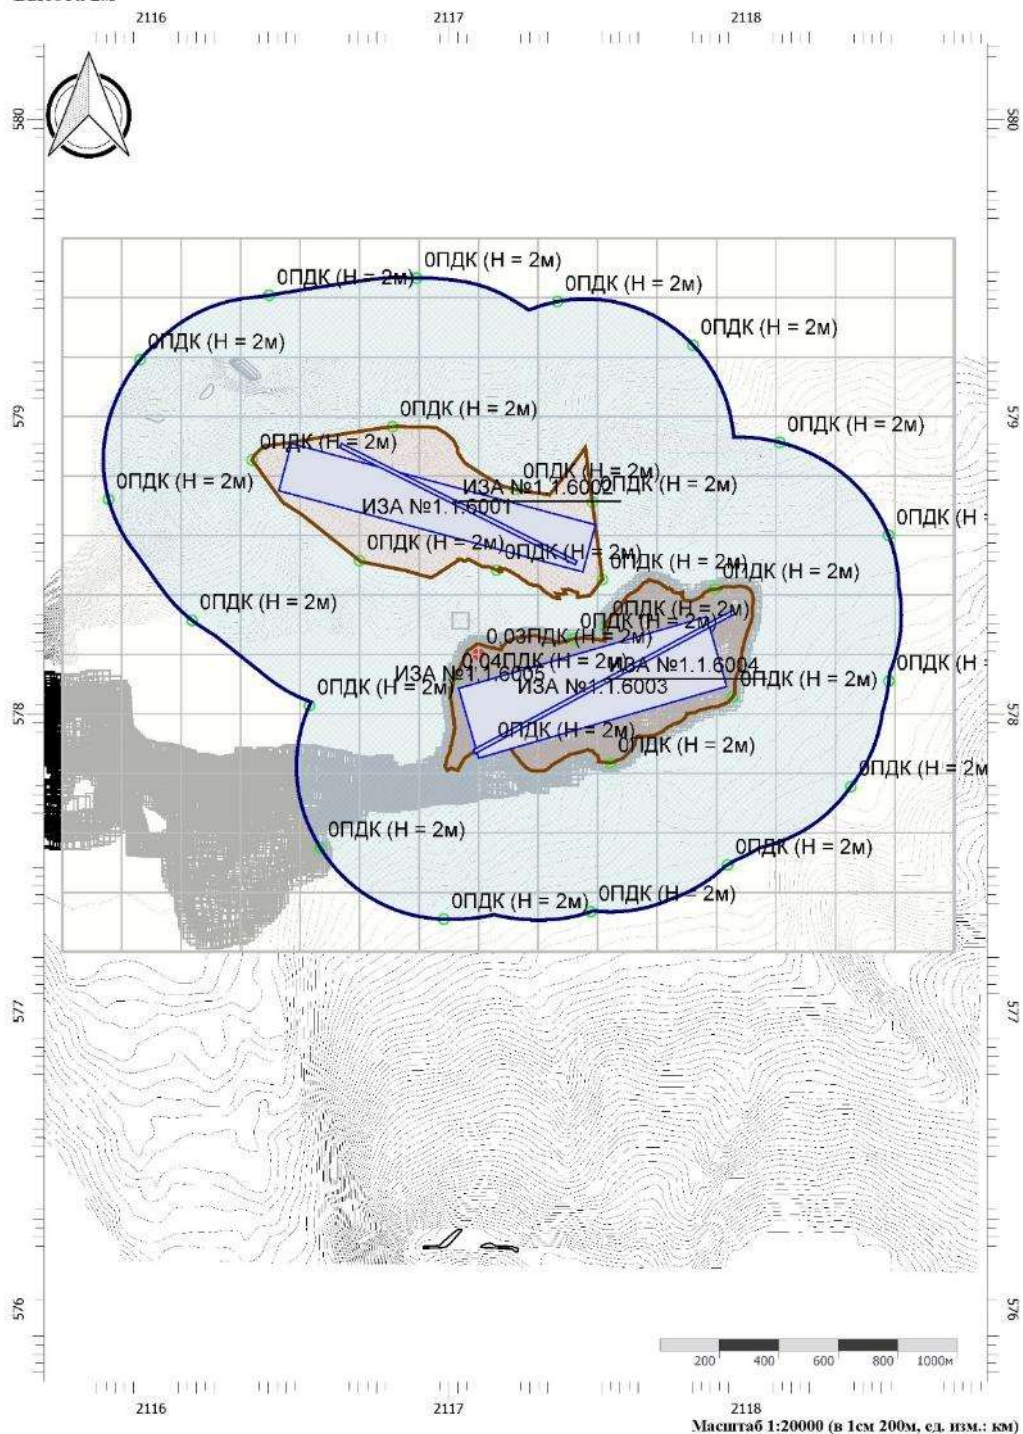 2116 2117 2118
580 580
0ПДК (Н = 2м)
0ПДК (Н = 2м)
0ПДК (Н = 2м)
0ПДК (Н = 2м)
0ПДК (Н = 2м)
579 579
0ПДК (Н = 2м)
0ПДК (Н = 2м)
0ПДК (Н = 2м)
0ПДК (Н = 2м)
0ПДК (Н = 2м)
0ПДК (Н = 2м)
ИЗА №1.1.6002
ИЗА №1.1.6001
0ПДК (Н =
0ПДК (Н = 2м)
0ПДК (Н = 2м)
0ПДК (Н = 2м)
0ПДК (Н = 2м)
0ПДК (Н = 2м)
0ПДК (Н = 2м)
0ПДК (Н = 2м)
0.03ПДК (Н = 2м)
0.04ПДК (Н = 2м)
ИЗА №1.1.6004
0ПДК (Н =
ИЗА №1.1.6005
ИЗА №1.1.6003
0ПДК (Н = 2м)
0ПДК (Н = 2м)
578 578
0ПДК (Н = 2м)
0ПДК (Н = 2м)
0ПДК (Н = 2м
0ПДК (Н = 2м)
0ПДК (Н = 2м)
0ПДК (Н = 2м)
0ПДК (Н = 2м)
577 577
576 576
200 400 600 800 1000м
2116 2117 2118
Масштаб 1:20000 (в 1см 200м, ед. изм.: км)